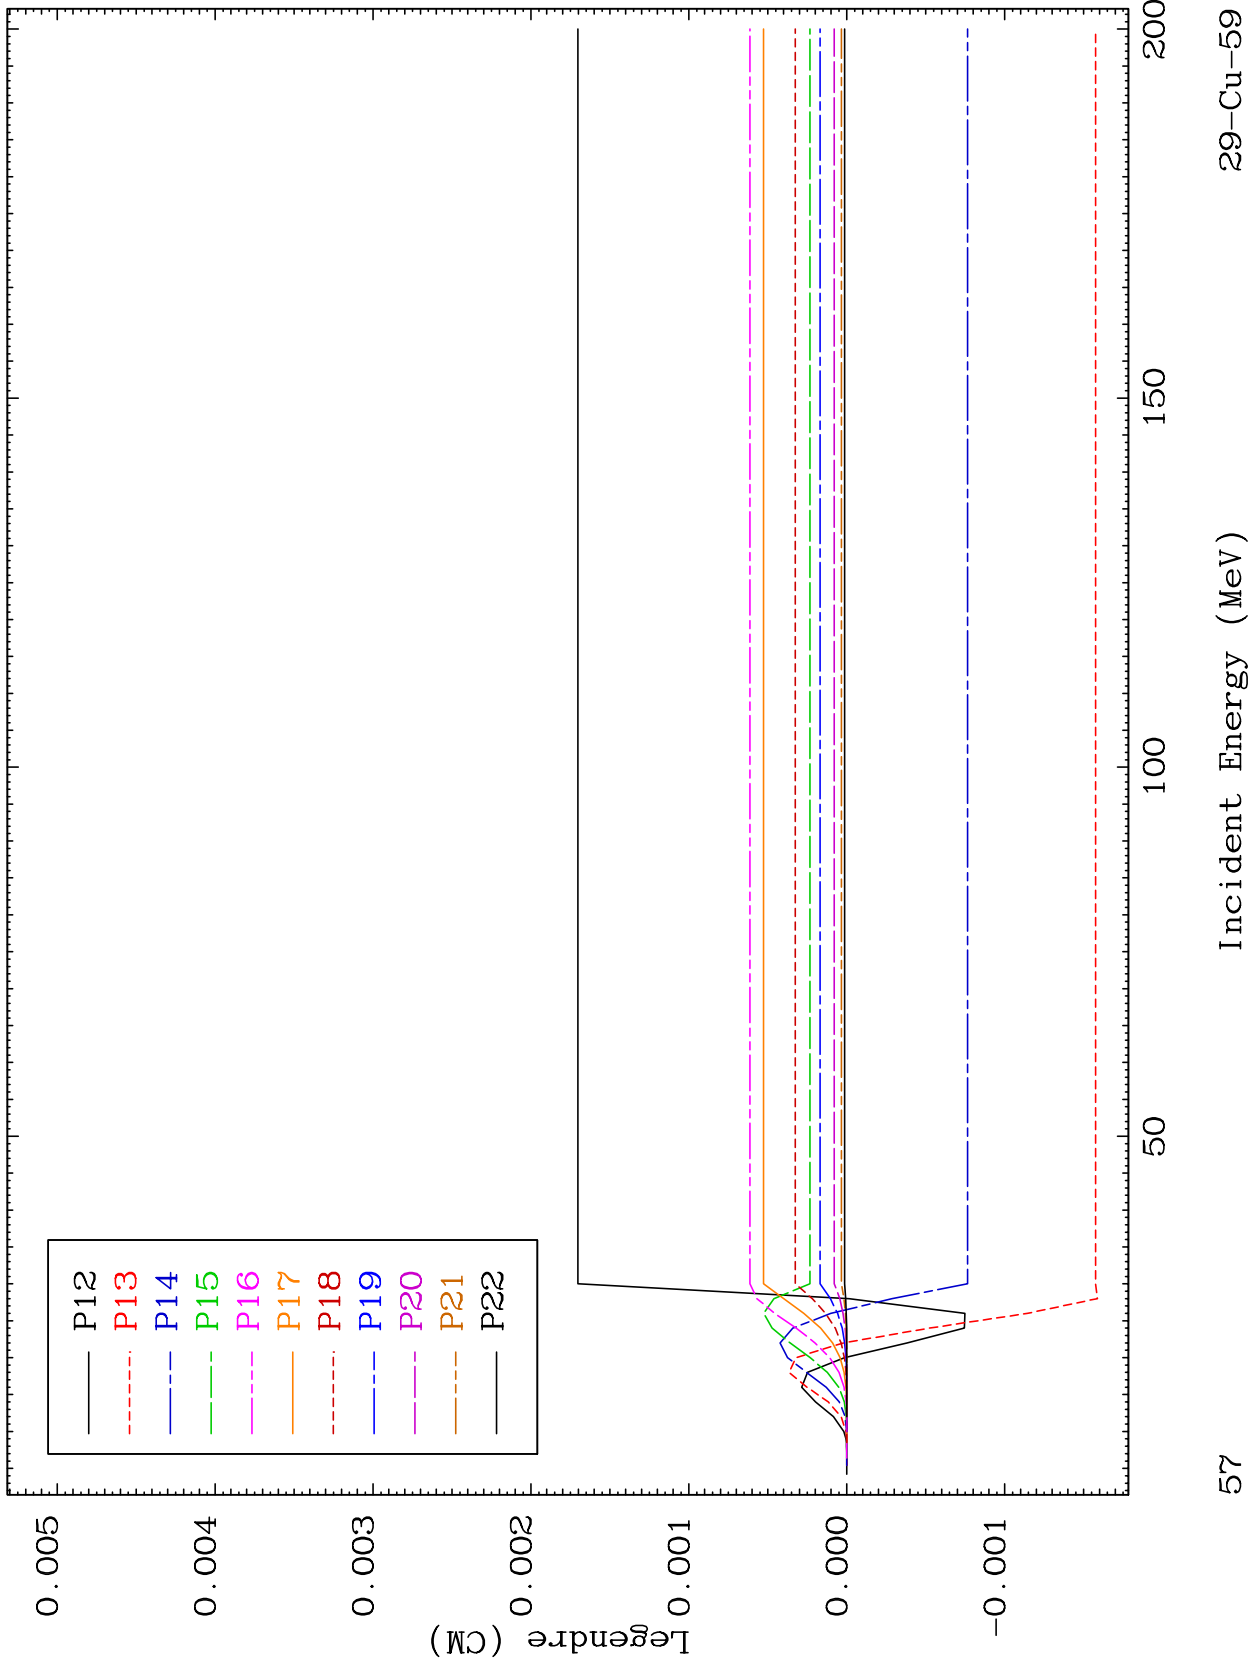 Legendre (CM)
0.005
0.004
0.003
0.002
0.001
0.000
-0.001
P12
P13
P14
P15
P16
P17
P18
P19
P20
P21
P22
50
100
150
200
57
Incident Energy (MeV)
29-Cu-59